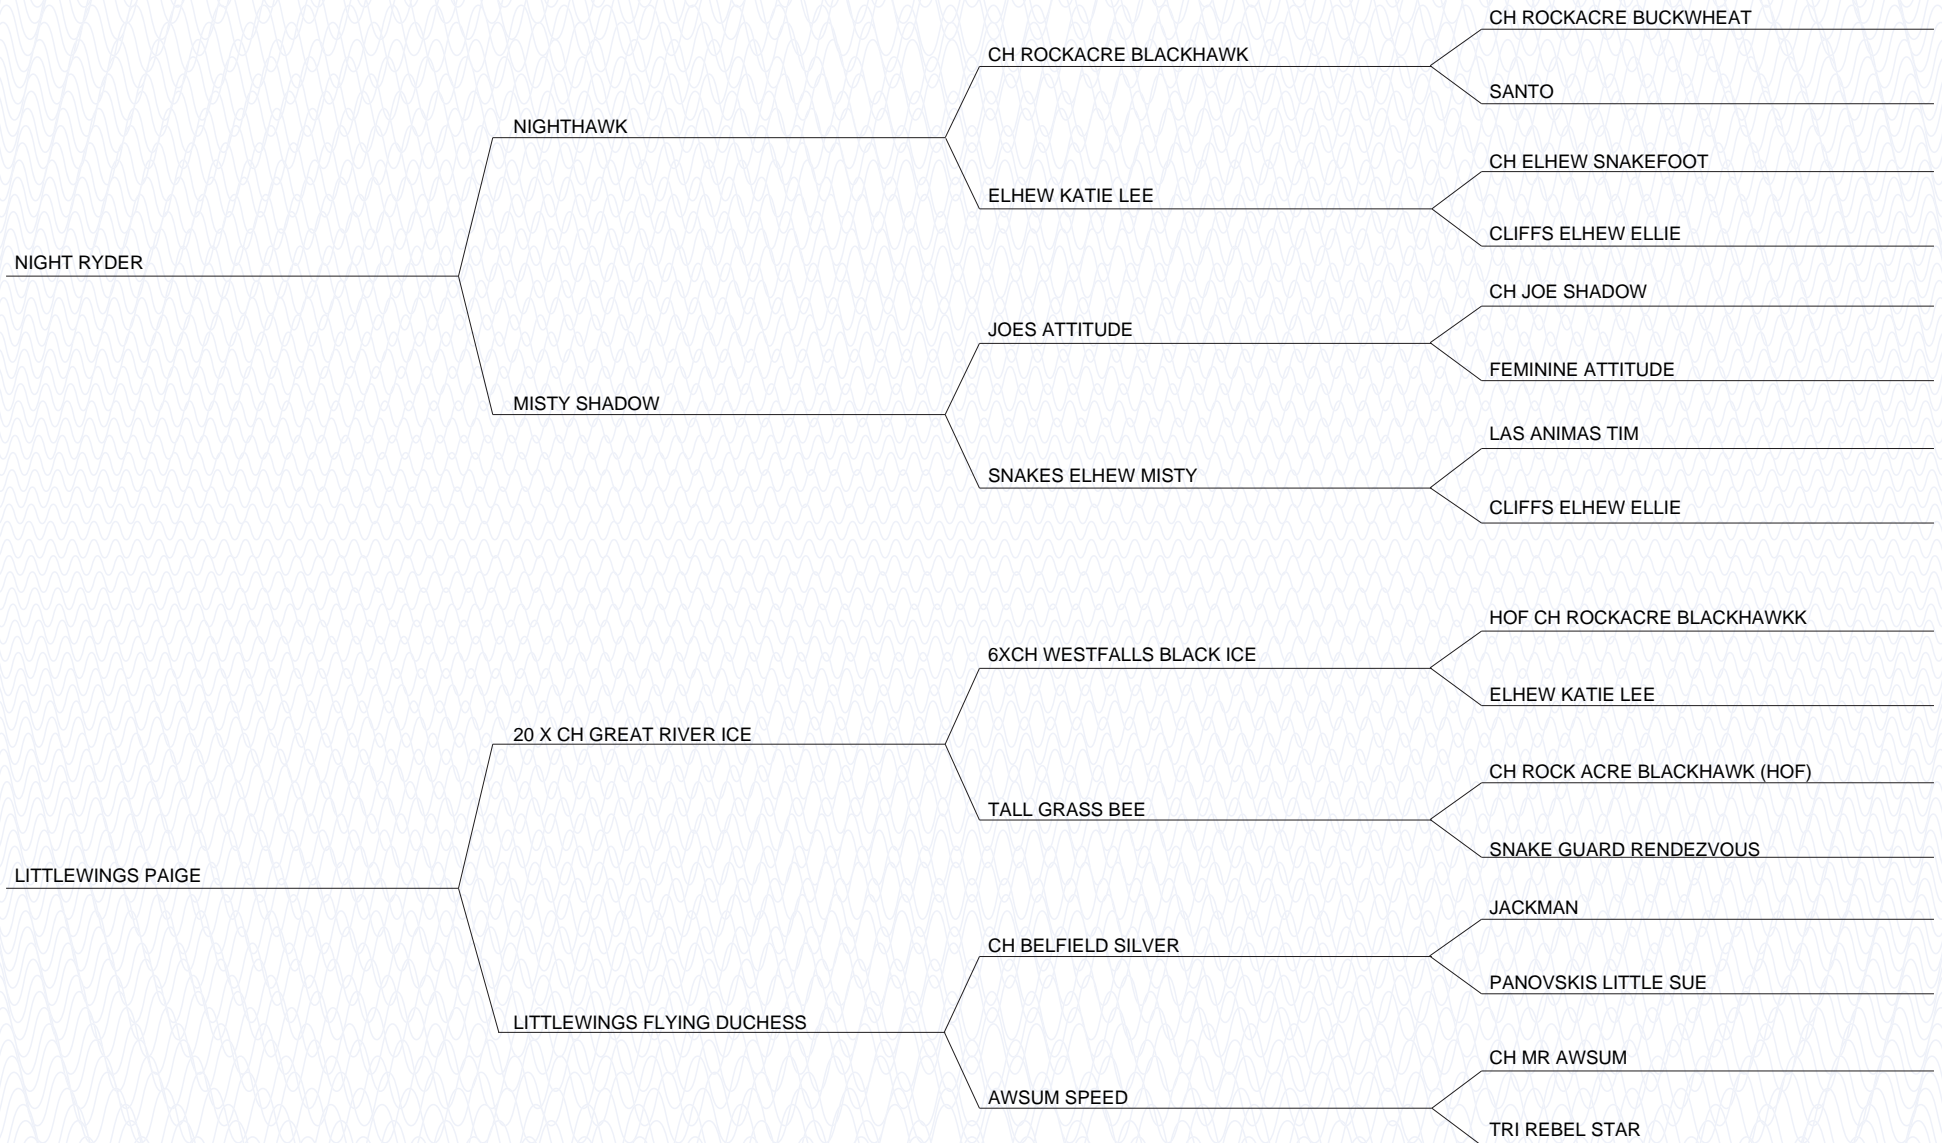 CH ROCKACRE BUCKWHEAT
CH ROCKACRE BLACKHAWK
SANTO
NIGHTHAWK
CH ELHEW SNAKEFOOT
ELHEW KATIE LEE
CLIFFS ELHEW ELLIE
NIGHT RYDER
CH JOE SHADOW
JOES ATTITUDE
FEMININE ATTITUDE
MISTY SHADOW
LAS ANIMAS TIM
SNAKES ELHEW MISTY
CLIFFS ELHEW ELLIE
HOF CH ROCKACRE BLACKHAWKK
6XCH WESTFALLS BLACK ICE
ELHEW KATIE LEE
20 X CH GREAT RIVER ICE
CH ROCK ACRE BLACKHAWK (HOF)
TALL GRASS BEE
SNAKE GUARD RENDEZVOUS
LITTLEWINGS PAIGE
JACKMAN
CH BELFIELD SILVER
PANOVSKIS LITTLE SUE
LITTLEWINGS FLYING DUCHESS
CH MR AWSUM
AWSUM SPEED
TRI REBEL STAR